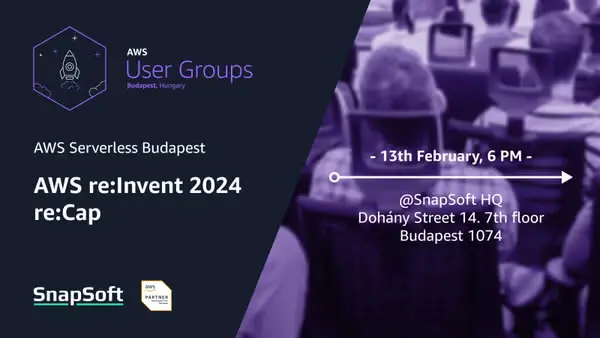 AWS
User Groups
Budapest, Hungary
AWS Serverless Budapest
AWS re:Invent 2024
re:Cap
SnapSoft
aws
PARTNER
- 13th February, 6 PM -
@SnapSoft HQ
Dohány Street 14. 7th floor
Budapest 1074